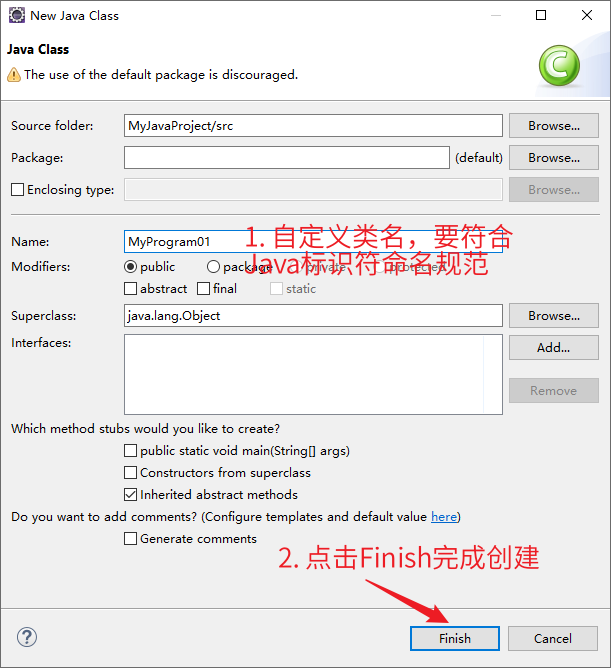 New Java Class
Java Class
The use of the default package is discouraged.
Source folder: MyJavaProject/src Browse...
Package: (default) Browse...
Enclosing type: Browse...
Name: MyProgram01
1. 自定义类名，要符合
Java标识符命名规范
Modifiers: public package private protected
abstract final static
Superclass: java.lang.Object Browse...
Interfaces: Add...
Remove
Which method stubs would you like to create?
public static void main(String[] args)
Constructors from superclass
Inherited abstract methods
Do you want to add comments? (Configure templates and default value here)
Generate comments
2. 点击Finish完成创建
Finish Cancel